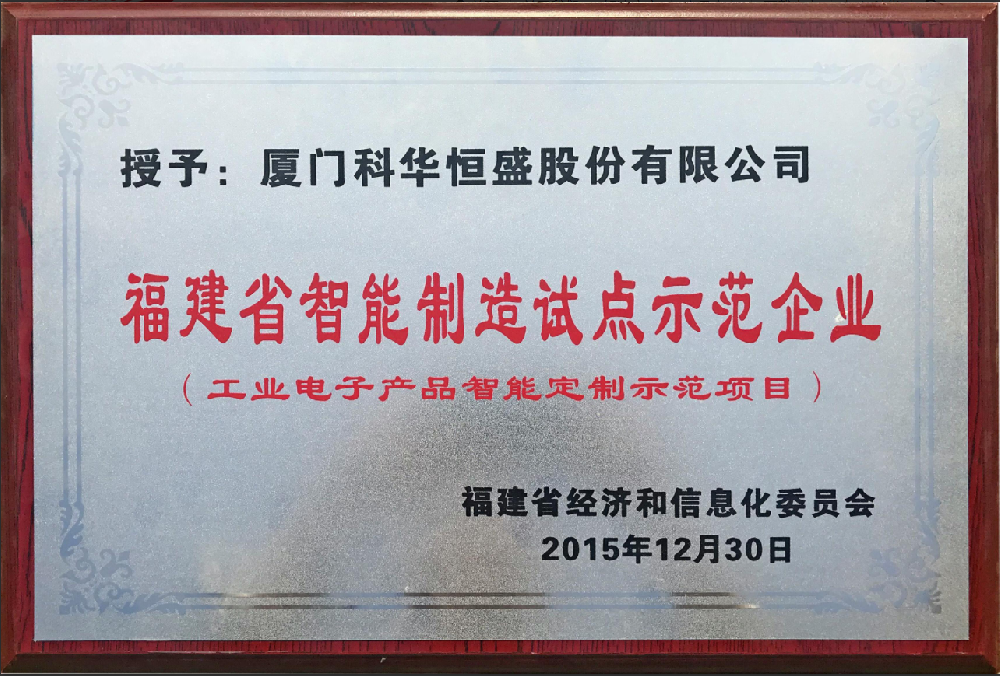 授予：厦门科华恒盛股份有限公司
福建省智能制造试点示范企业
（工业电子产品智能定制示范项目）
福建省经济和信息化委员会
2015年12月30日